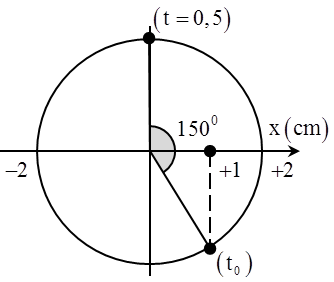 (t = 0,5)
150⁰
x (cm)
−2
+1
+2
(t₀)